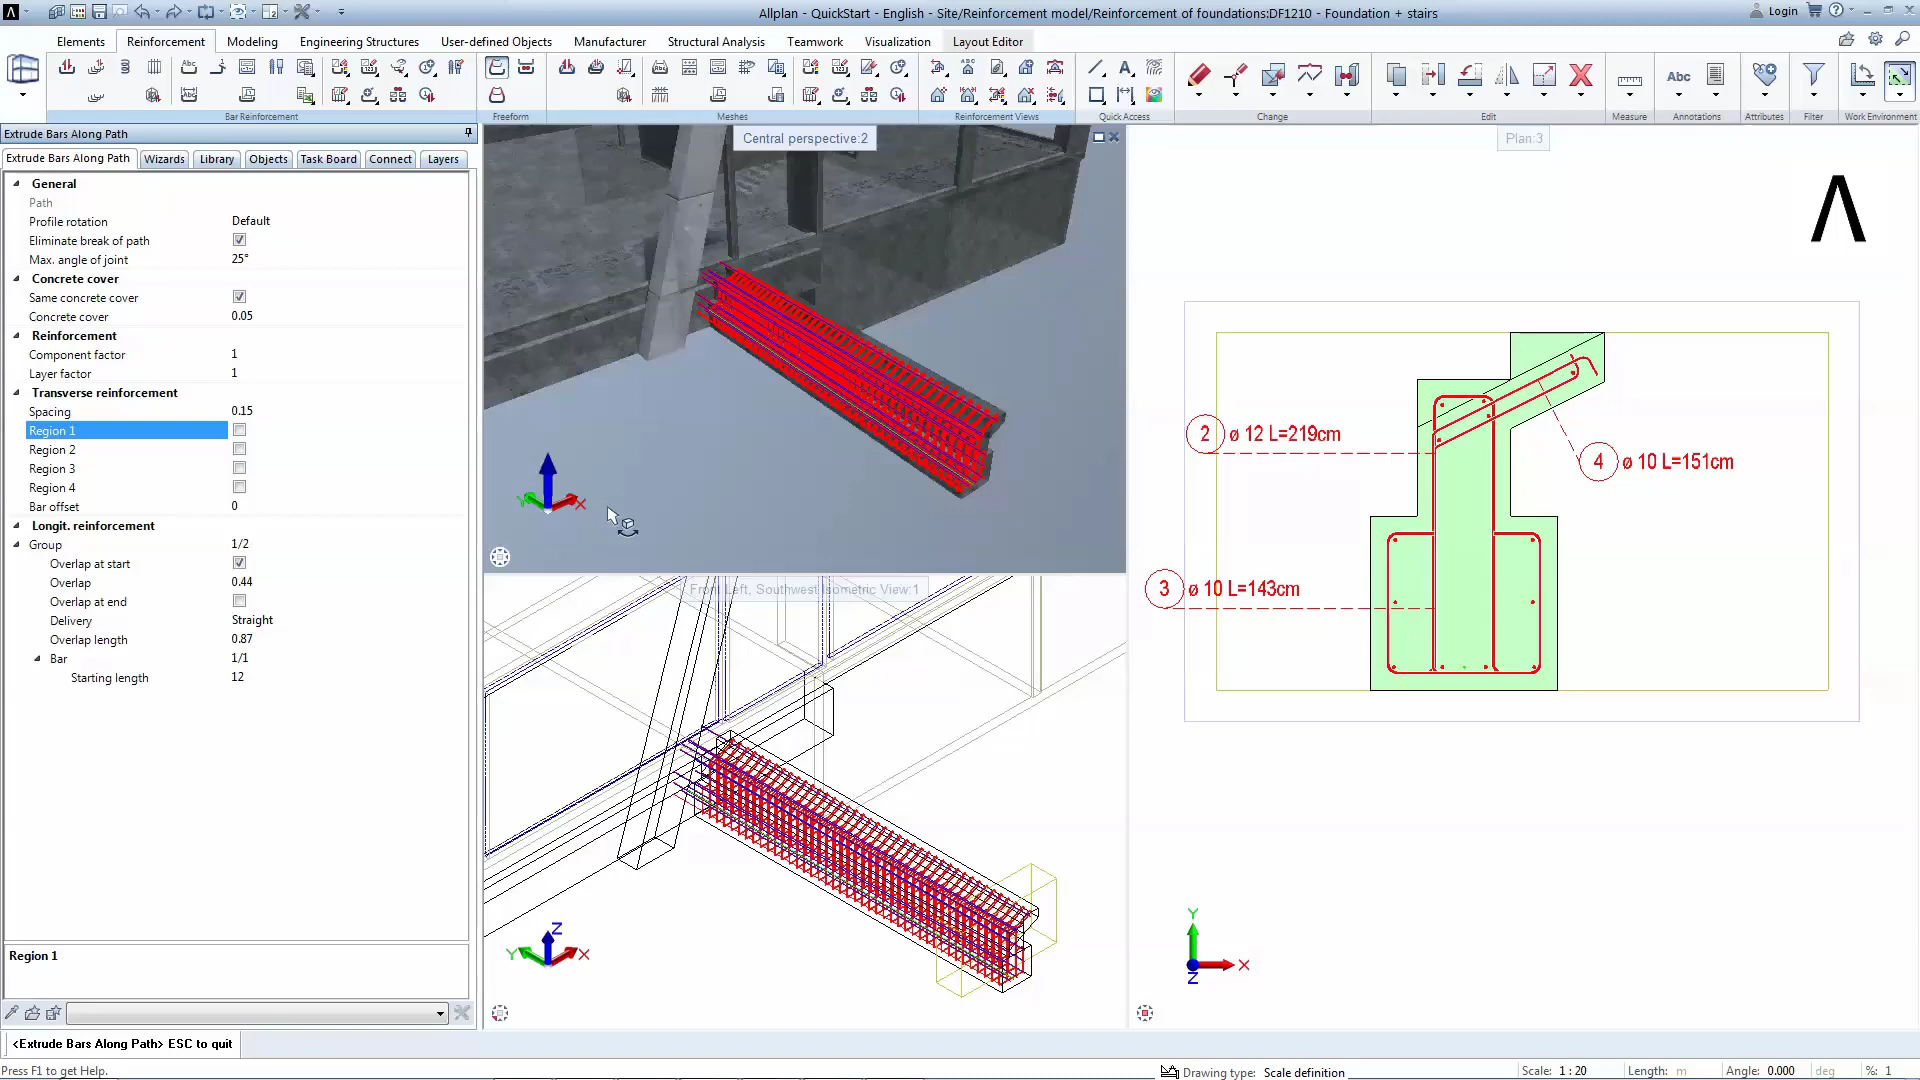 Allplan - QuickStart - English - Site/Reinforcement model/Reinforcement of foundations:DF1210 - Foundation + stairs
Login
Elements
Reinforcement
Modeling
Engineering Structures
User-defined Objects
Manufacturer
Structural Analysis
Teamwork
Visualization
Layout Editor
Abc
Bar Reinforcement
Freeform
Meshes
Reinforcement Views
Quick Access
Change
Edit
Measure
Annotations
Attributes
Filter
Work Environment
Extrude Bars Along Path
Extrude Bars Along Path
Wizards
Library
Objects
Task Board
Connect
Layers
General
Path
Profile rotation Default
Eliminate break of path
Max. angle of joint 25°
Concrete cover
Same concrete cover
Concrete cover 0.05
Reinforcement
Component factor 1
Layer factor 1
Transverse reinforcement
Spacing 0.15
Region 1
Region 2
Region 3
Region 4
Bar offset 0
Longit. reinforcement
Group 1/2
Overlap at start
Overlap 0.44
Overlap at end
Delivery Straight
Overlap length 0.87
Bar 1/1
Starting length 12
Region 1
<Extrude Bars Along Path> ESC to quit
Press F1 to get Help.
Central perspective:2
Y X
Front Left, Southwest Isometric View:1
Z
Y X
Plan:3
2 ø 12 L=219cm
4 ø 10 L=151cm
3 ø 10 L=143cm
Y
X
Z
Drawing type: Scale definition
Scale: 1 : 20
Length: m
Angle: 0.000 deg
%: 1